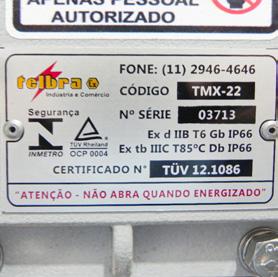 APENAS PESSOAL
AUTORIZADO
telbra
Indústria e Comércio
FONE: (11) 2946-4646
CÓDIGO TMX-22
Segurança
Nº SÉRIE 03713
INMETRO
TÜV Rheinland
OCP 0004
Ex d IIB T6 Gb IP66
Ex tb IIIC T85ºC Db IP66
CERTIFICADO Nº TÜV 12.1086
"ATENÇÃO - NÃO ABRA QUANDO ENERGIZADO"